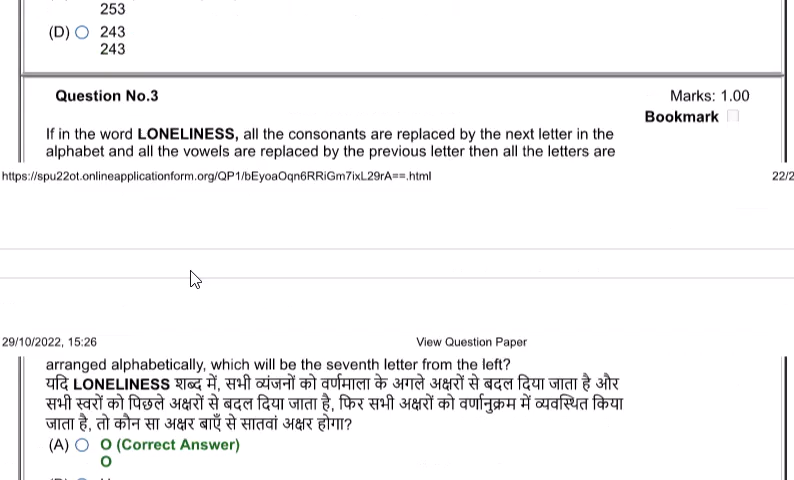 253
(D) 243
243
Question No.3 Marks: 1.00
Bookmark
If in the word LONELINESS, all the consonants are replaced by the next letter in the
alphabet and all the vowels are replaced by the previous letter then all the letters are
https://spu22ot.onlineapplicationform.org/QP1/bEyoaOqn6RRiGm7ixL29rA==.html 22/2
29/10/2022, 15:26 View Question Paper
arranged alphabetically, which will be the seventh letter from the left?
यदि LONELINESS शब्द में, सभी व्यंजनों को वर्णमाला के अगले अक्षरों से बदल दिया जाता है और
सभी स्वरों को पिछले अक्षरों से बदल दिया जाता है, फिर सभी अक्षरों को वर्णानुक्रम में व्यवस्थित किया
जाता है, तो कौन सा अक्षर बाएँ से सातवां अक्षर होगा?
(A) O (Correct Answer)
O